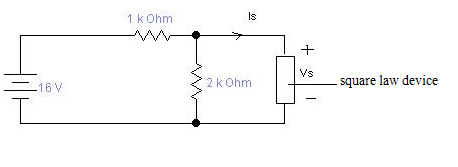 1 k Ohm
Is
+
16 V
2 k Ohm
Vs
square law device
−